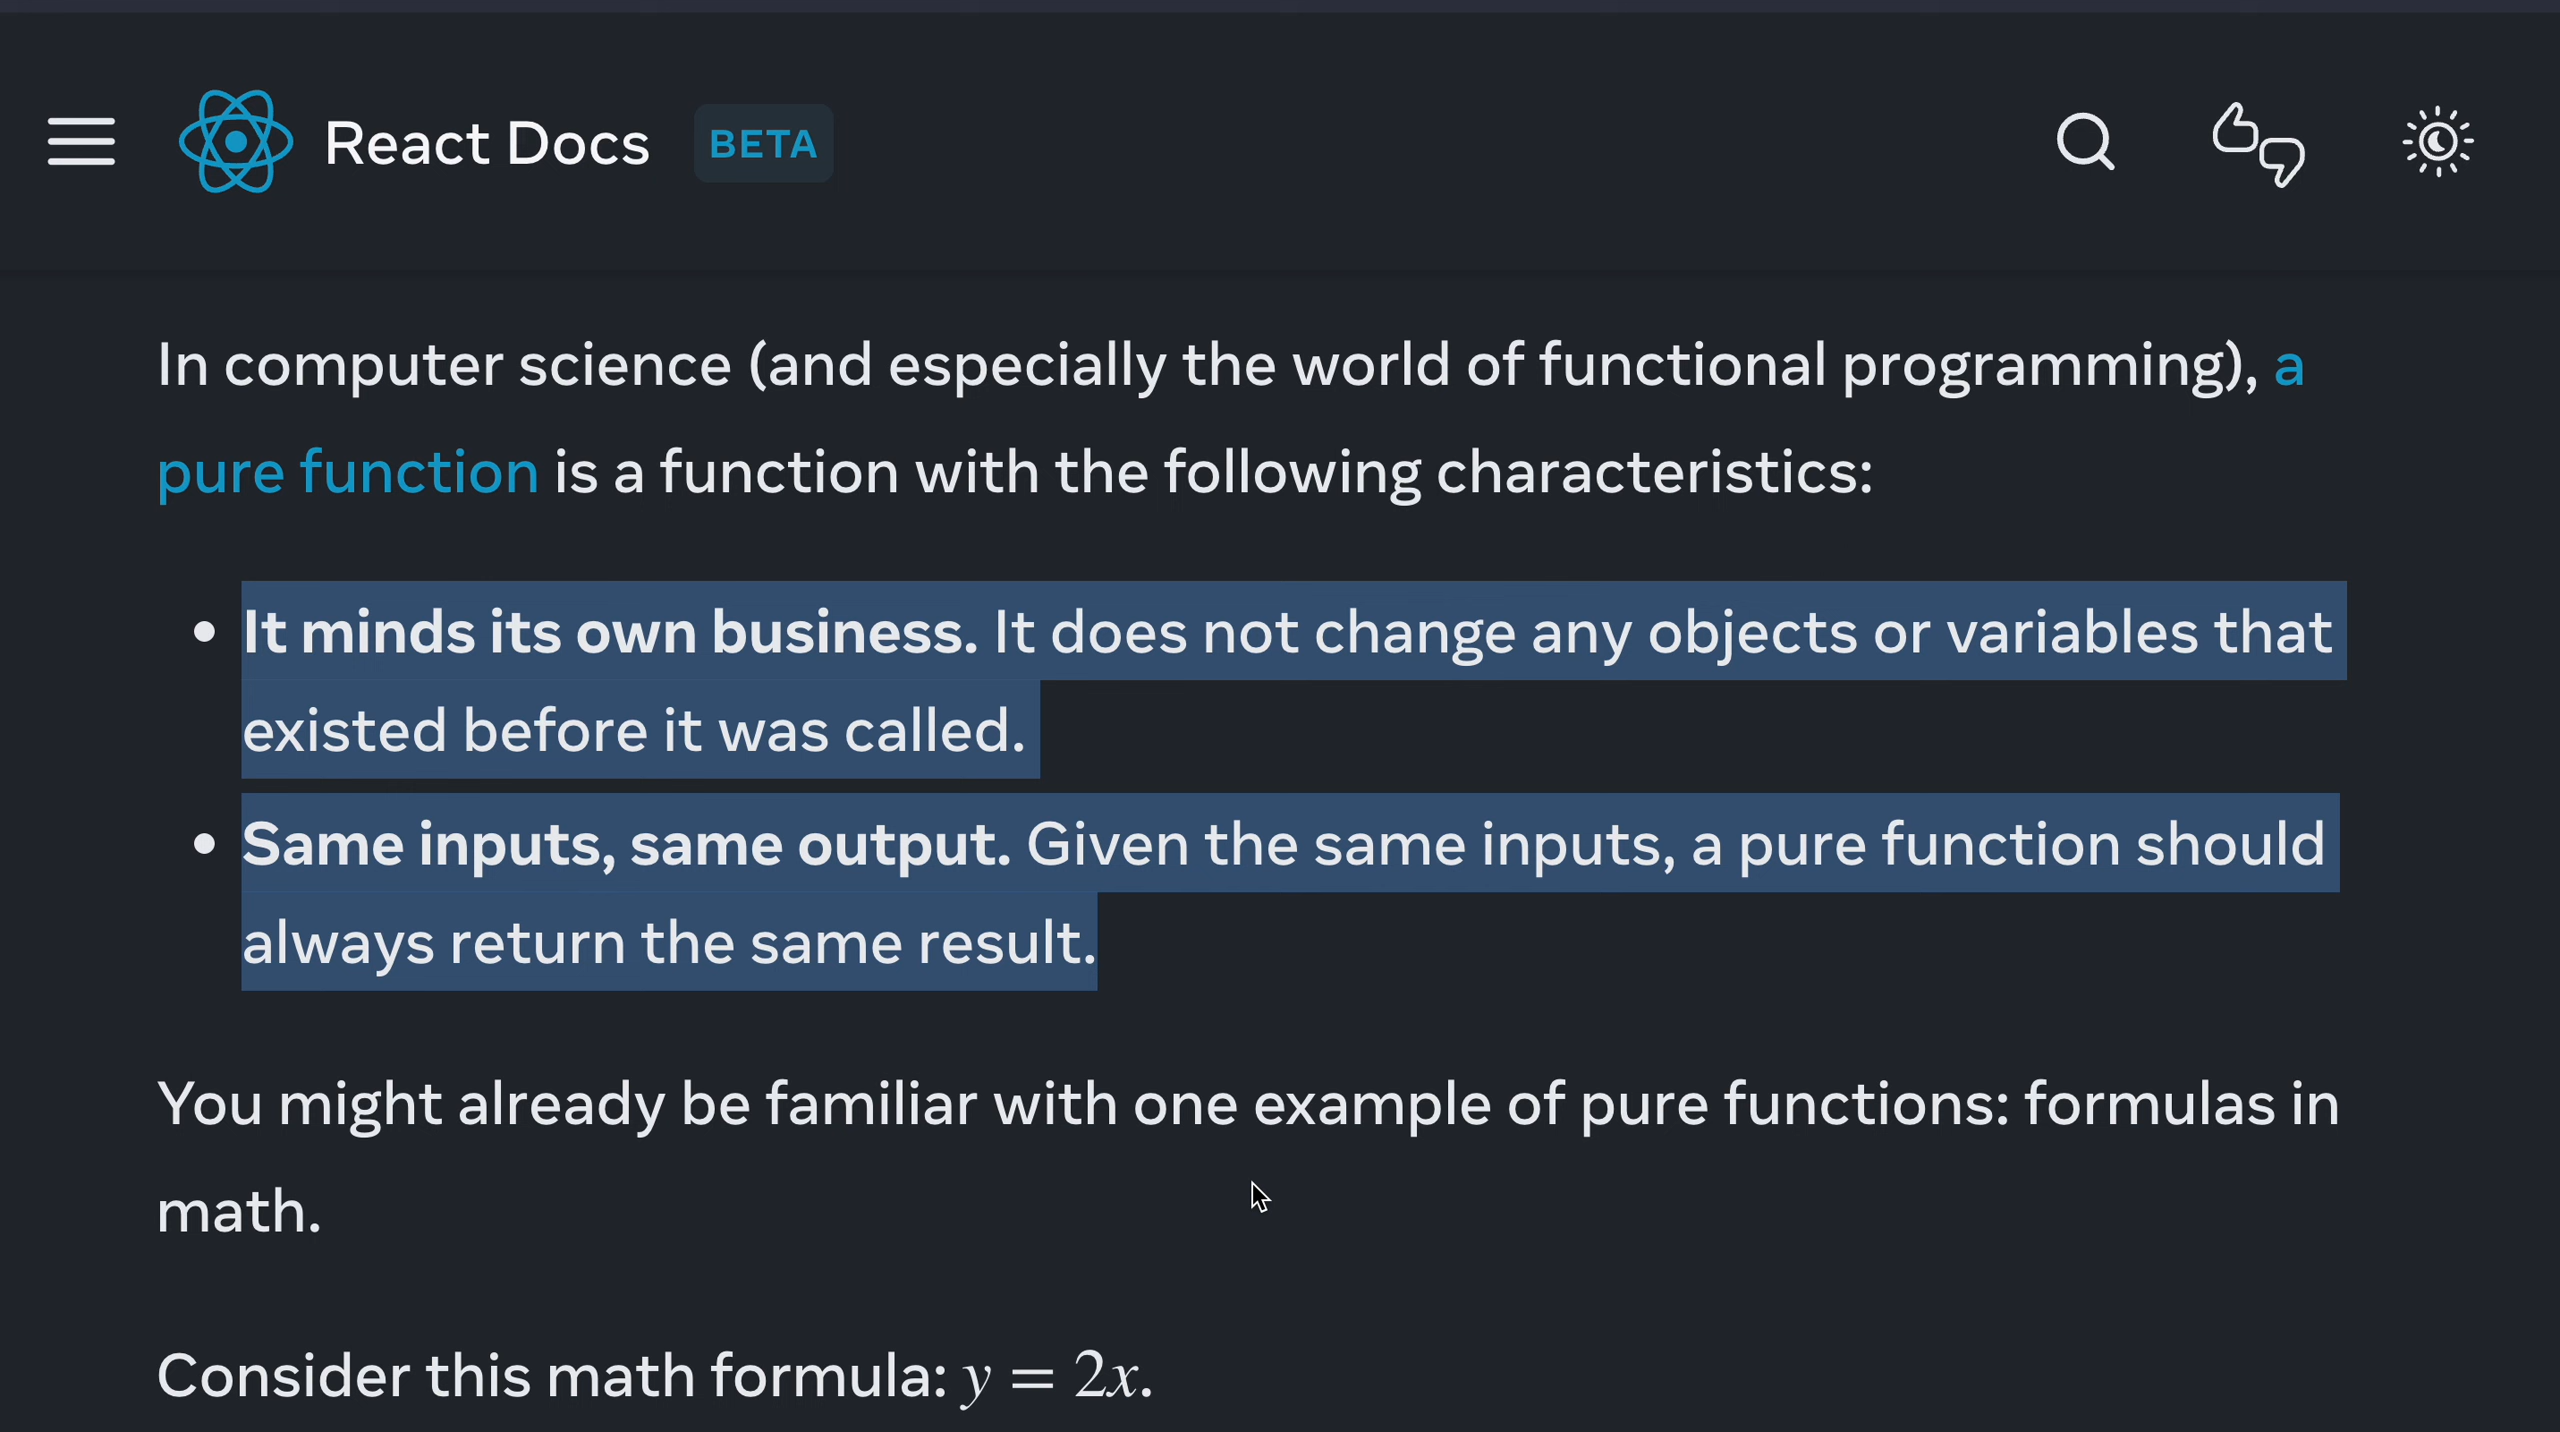 React Docs BETA
In computer science (and especially the world of functional programming), a
pure function is a function with the following characteristics:
• It minds its own business. It does not change any objects or variables that
existed before it was called.
• Same inputs, same output. Given the same inputs, a pure function should
always return the same result.
You might already be familiar with one example of pure functions: formulas in
math.
Consider this math formula: y = 2x.